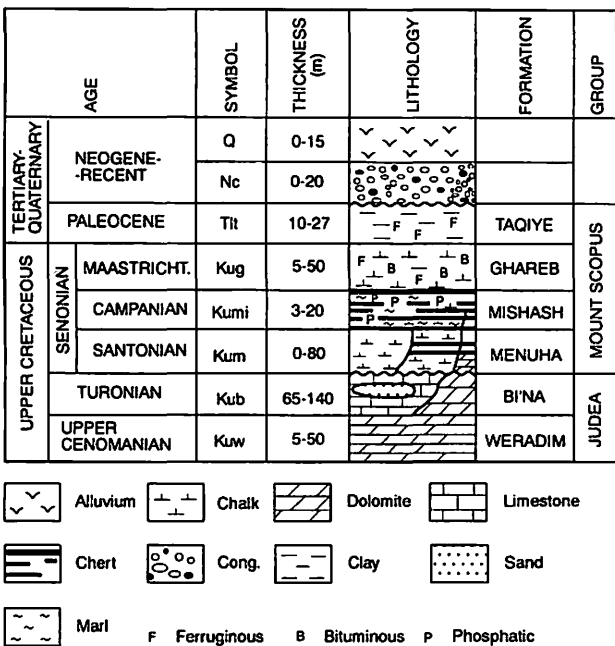 AGE SYMBOL THICKNESS (m) LITHOLOGY FORMATION GROUP
TERTIARY-QUATERNARY
NEOGENE-
-RECENT
Q 0-15
Nc 0-20
PALEOCENE Tlt 10-27 F F F F TAQIYE
MOUNT SCOPUS
UPPER CRETACEOUS
SENONIAN
MAASTRICHT. Kug 5-50 F B B F B GHAREB
CAMPANIAN Kumi 3-20 P P P P MISHASH
SANTONIAN Kum 0-80 MENUHA
TURONIAN Kub 65-140 BI'NA
JUDEA
UPPER
CENOMANIAN Kuw 5-50 WERADIM
Alluvium Chalk Dolomite Limestone
Chert Cong. Clay Sand
Marl F Ferruginous B Bituminous P Phosphatic